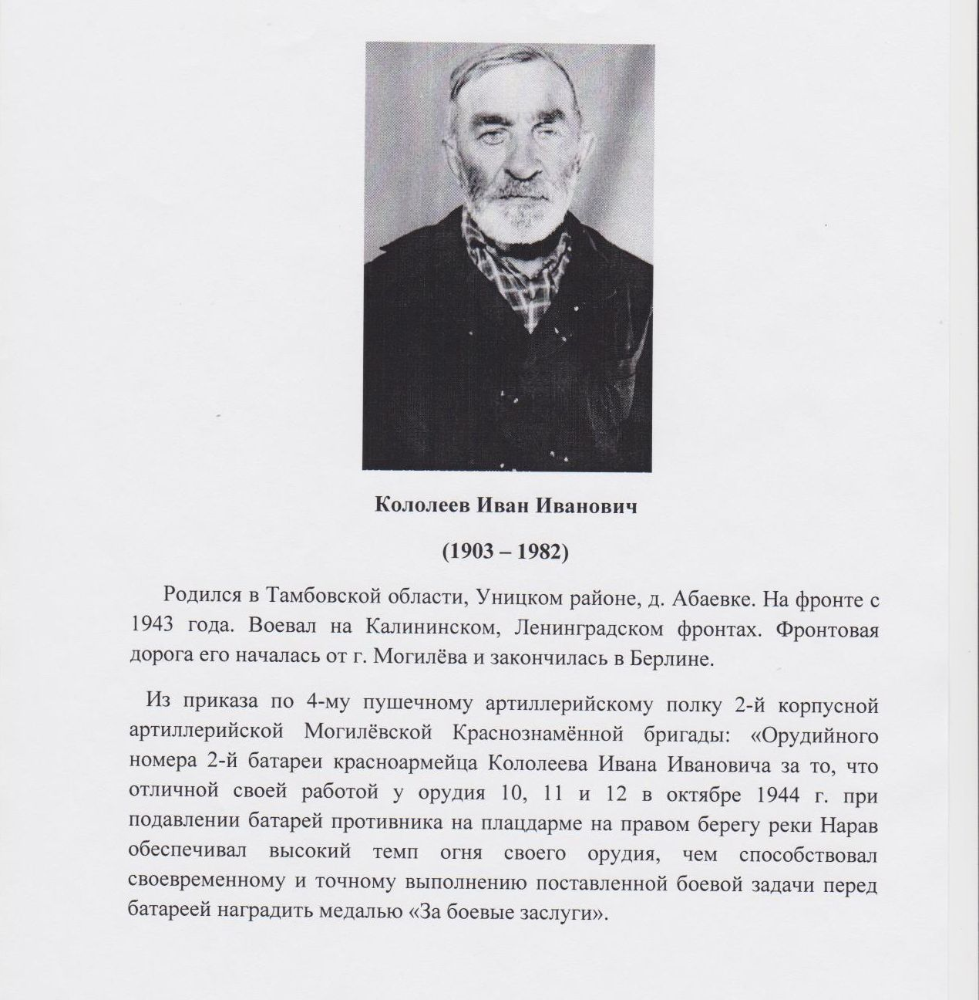 Кололеев Иван Иванович
(1903 – 1982)
Родился в Тамбовской области, Уницком районе, д. Абаевке. На фронте с
1943 года. Воевал на Калининском, Ленинградском фронтах. Фронтовая
дорога его началась от г. Могилёва и закончилась в Берлине.
Из приказа по 4-му пушечному артиллерийскому полку 2-й корпусной
артиллерийской Могилёвской Краснознамённой бригады: «Орудийного
номера 2-й батареи красноармейца Кололеева Ивана Ивановича за то, что
отличной своей работой у орудия 10, 11 и 12 в октябре 1944 г. при
подавлении батарей противника на плацдарме на правом берегу реки Нарав
обеспечивал высокий темп огня своего орудия, чем способствовал
своевременному и точному выполнению поставленной боевой задачи перед
батареей наградить медалью «За боевые заслуги».